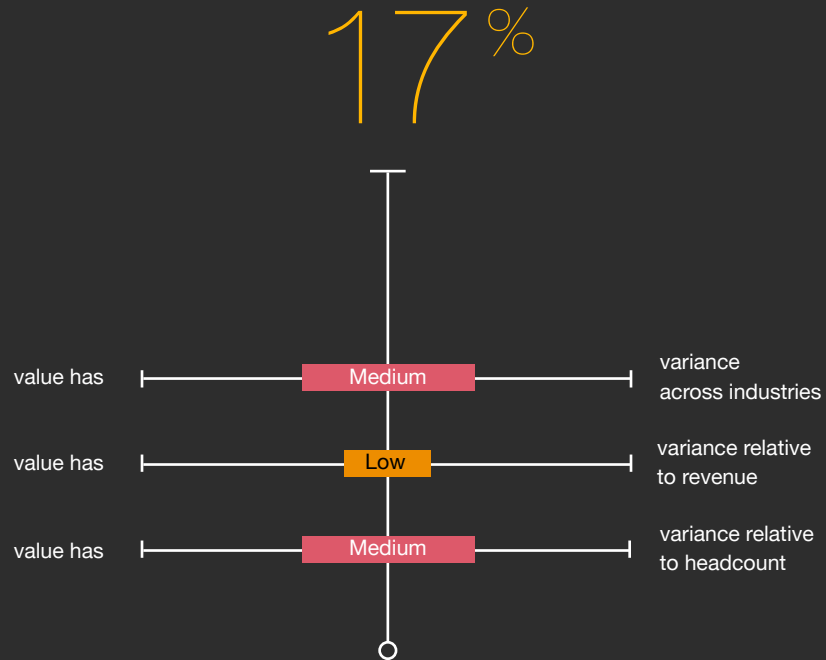 17%
value has Medium variance
across industries
value has Low variance relative
to revenue
value has Medium variance relative
to headcount